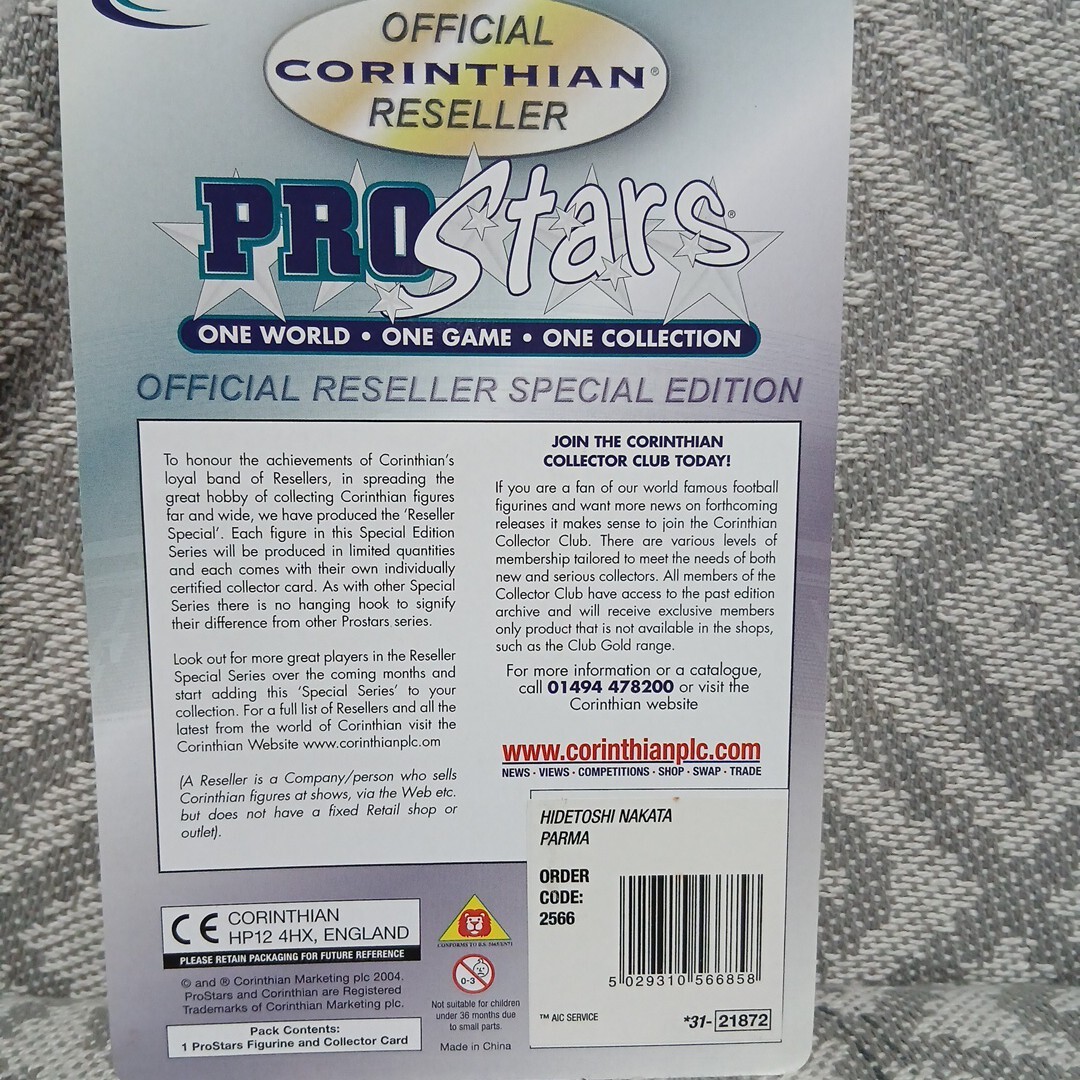 OFFICIAL
CORINTHIAN®
RESELLER
PROStars®
ONE WORLD • ONE GAME • ONE COLLECTION
OFFICIAL RESELLER SPECIAL EDITION
To honour the achievements of Corinthian's
loyal band of Resellers, in spreading the
great hobby of collecting Corinthian figures
far and wide, we have produced the 'Reseller
Special'. Each figure in this Special Edition
Series will be produced in limited quantities
and each comes with their own individually
certified collector card. As with other Special
Series there is no hanging hook to signify
their difference from other Prostars series.
Look out for more great players in the Reseller
Special Series over the coming months and
start adding this 'Special Series' to your
collection. For a full list of Resellers and all the
latest from the world of Corinthian visit the
Corinthian Website www.corinthianplc.om
(A Reseller is a Company/person who sells
Corinthian figures at shows, via the Web etc.
but does not have a fixed Retail shop or
outlet).
JOIN THE CORINTHIAN
COLLECTOR CLUB TODAY!
If you are a fan of our world famous football
figurines and want more news on forthcoming
releases it makes sense to join the Corinthian
Collector Club. There are various levels of
membership tailored to meet the needs of both
new and serious collectors. All members of the
Collector Club have access to the past edition
archive and will receive exclusive members
only product that is not available in the shops,
such as the Club Gold range.
For more information or a catalogue,
call 01494 478200 or visit the
Corinthian website
www.corinthianplc.com
NEWS · VIEWS · COMPETITIONS · SHOP · SWAP · TRADE
HIDETOSHI NAKATA
PARMA
ORDER
CODE:
2566
5 029310 566858
™ AIC SERVICE
*31- 21872
CE CORINTHIAN
HP12 4HX, ENGLAND
PLEASE RETAIN PACKAGING FOR FUTURE REFERENCE
© and ® Corinthian Marketing plc 2004.
ProStars and Corinthian are Registered
Trademarks of Corinthian Marketing plc.
Pack Contents:
1 ProStars Figurine and Collector Card
CONFORMS TO B.S. 5665/EN71
0-3
Not suitable for children
under 36 months due
to small parts.
Made in China